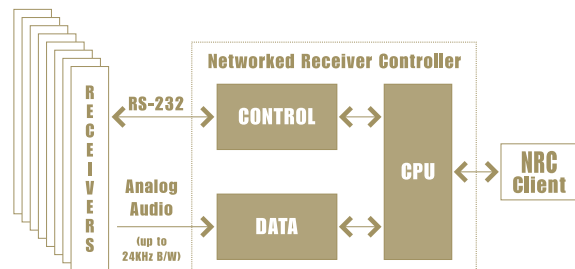 Networked Receiver Controller
RECEIVERS
RS-232
CONTROL
CPU
NRC
Client
Analog
Audio
(up to
24KHz B/W)
DATA